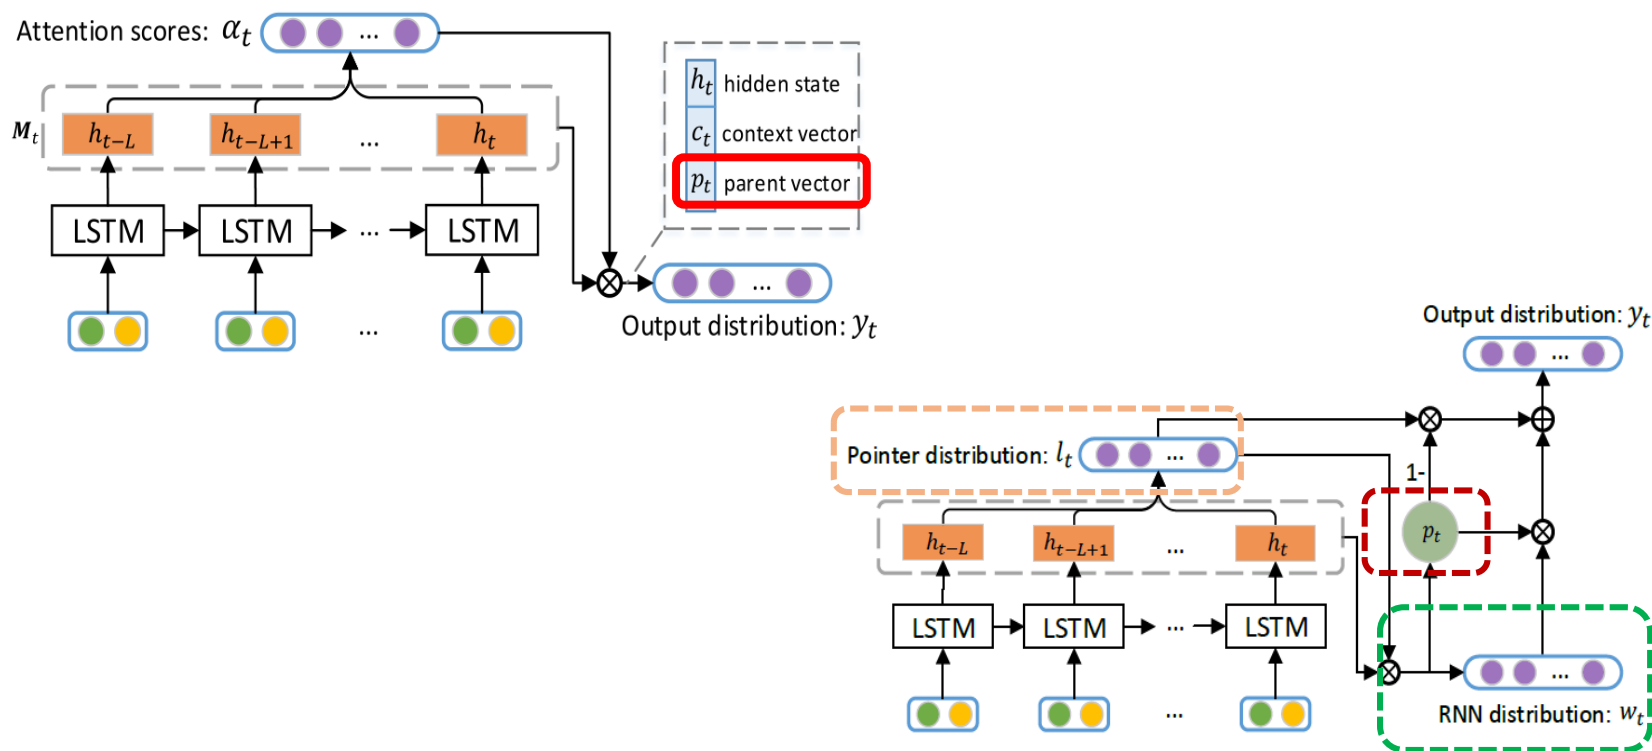 Attention scores: αₜ ...
hₜ hidden state
cₜ context vector
pₜ parent vector
Mₜ hₜ₋L hₜ₋L₊₁ ... hₜ
LSTM LSTM ... LSTM
...
...
Output distribution: yₜ
Output distribution: yₜ
...
Pointer distribution: lₜ ...
1-
pₜ
hₜ₋L hₜ₋L₊₁ ... hₜ
LSTM LSTM ... LSTM
...
...
RNN distribution: wₜ